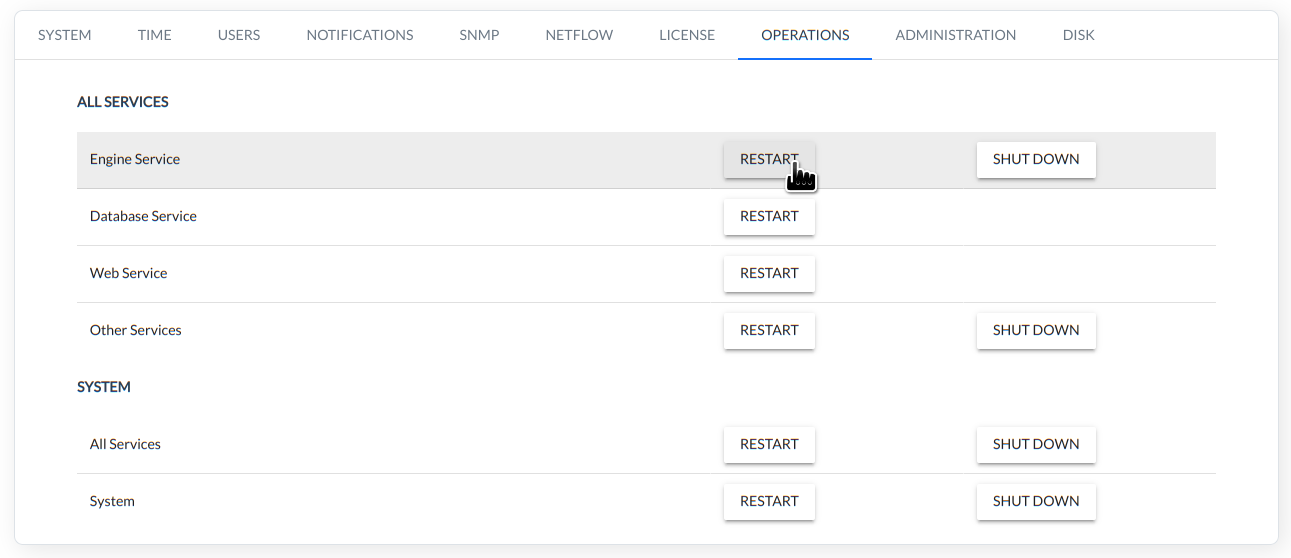 SYSTEM TIME USERS NOTIFICATIONS SNMP NETFLOW LICENSE OPERATIONS ADMINISTRATION DISK
ALL SERVICES
Engine Service RESTART SHUT DOWN
Database Service RESTART
Web Service RESTART
Other Services RESTART SHUT DOWN
SYSTEM
All Services RESTART SHUT DOWN
System RESTART SHUT DOWN